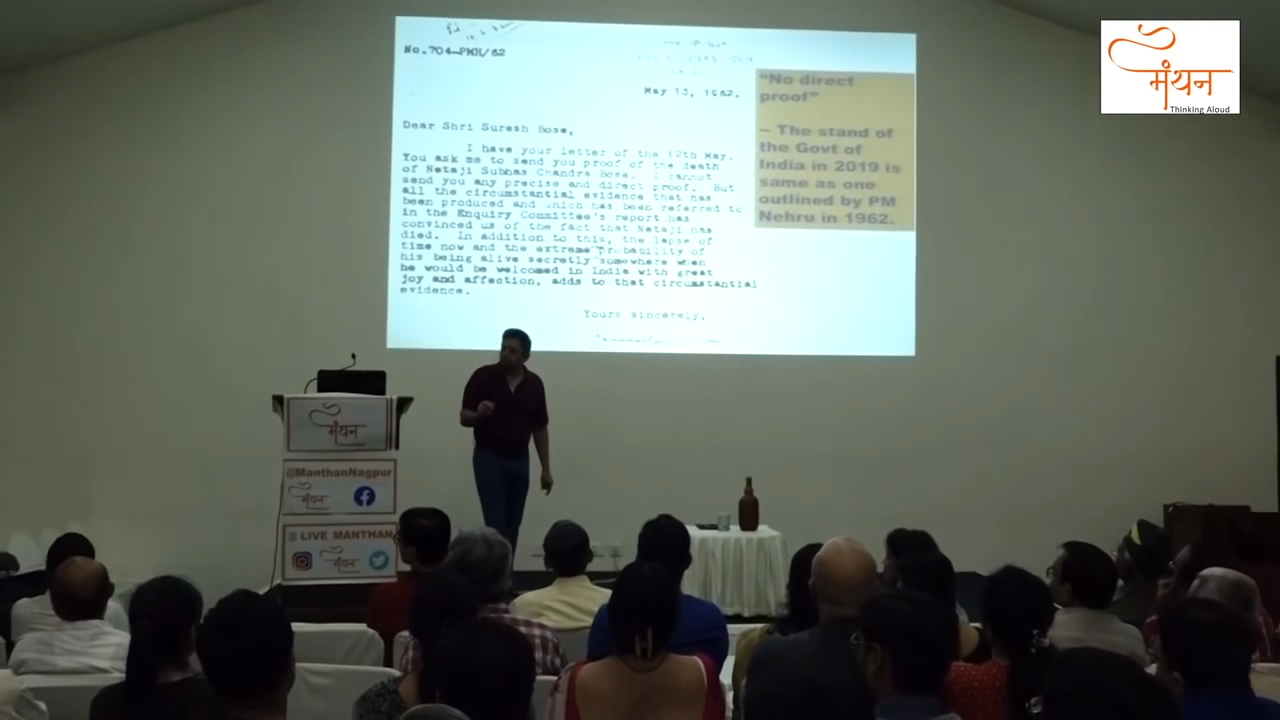 No.704-PMH/62
May 13, 1962.
Dear Shri Suresh Bose,
I have your letter of the 12th May.
You ask me to send you proof of the death
of Netaji Subhas Chandra Bose. I cannot
send you any precise and direct proof. But
all the circumstantial evidence that has
been produced and which has been referred to
in the Enquiry Committee's report has
convinced us of the fact that Netaji has
died. In addition to this, the lapse of
time now and the extreme probability of
his being alive secretly somewhere when
he would be welcomed in India with great
joy and affection, adds to that circumstantial
evidence.
Yours sincerely,
"No direct
proof"
– The stand of
the Govt of
India in 2019 is
same as one
outlined by PM
Nehru in 1962.
मंथन
Thinking Aloud
मंथन
@ManthanNagpur
मंथन
@LIVE_MANTHAN
मंथन